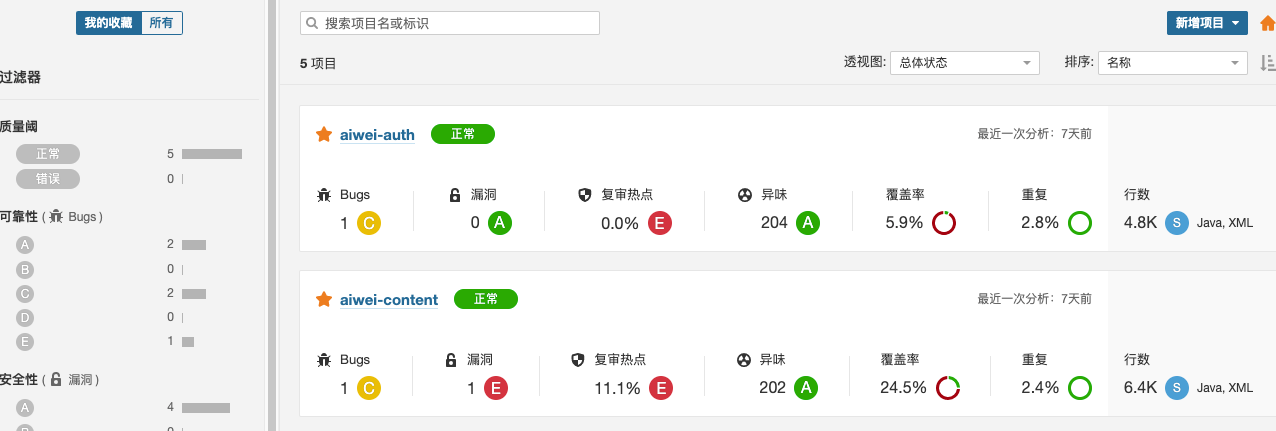 我的收藏 所有
过滤器
质量阈
正常 5
错误 0
可靠性 ( Bugs )
A 2
B 0
C 2
D 0
E 1
安全性 ( 漏洞 )
A 4
搜索项目名或标识
新增项目
5 项目
透视图: 总体状态
排序: 名称
aiwei-auth 正常
最近一次分析：7天前
Bugs 漏洞 复审热点 异味 覆盖率 重复 行数
1 C 0 A 0.0% E 204 A 5.9% 2.8% 4.8K S Java, XML
aiwei-content 正常
最近一次分析：7天前
Bugs 漏洞 复审热点 异味 覆盖率 重复 行数
1 C 1 E 11.1% E 202 A 24.5% 2.4% 6.4K S Java, XML